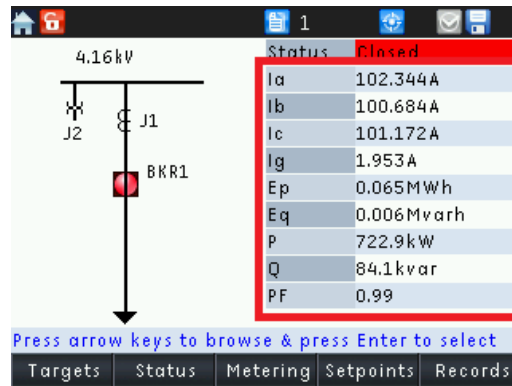 6 1
4.16kV
Status Closed
Ia 102.344A
J2 J1
Ib 100.684A
Ic 101.172A
BKR1
Ig 1.953A
Ep 0.065MWh
Eq 0.006Mvarh
P 722.9kW
Q 84.1kvar
PF 0.99
Press arrow keys to browse & press Enter to select
Targets Status Metering Setpoints Records